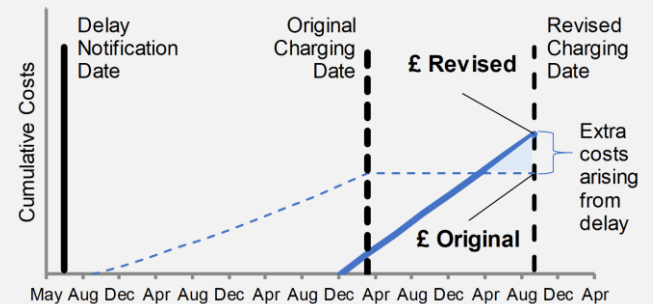 Delay
Notification
Date
Original
Charging
Date
Revised
Charging
Date
£ Revised
Extra
costs
arising
from
delay
£ Original
Cumulative Costs
May Aug Dec Apr Aug Dec Apr Aug Dec Apr Aug Dec Apr Aug Dec Apr